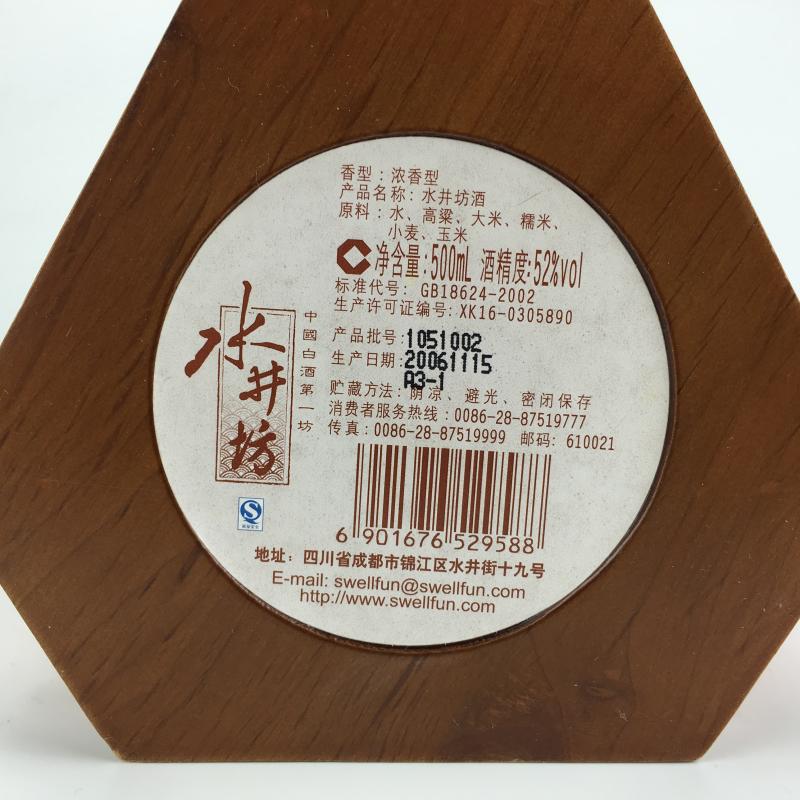 香型：浓香型
产品名称：水井坊酒
原料：水、高粱、大米、糯米、
小麦、玉米
净含量：500mL 酒精度：52%vol
标准代号：GB18624-2002
生产许可证编号：XK16-0305890
产品批号：1051002
生产日期：20061115
A3-1
贮藏方法：阴凉、避光、密闭保存
消费者服务热线：0086-28-87519777
传真：0086-28-87519999 邮码：610021
水井坊
中國白酒第一坊
6 901676 529588
地址：四川省成都市锦江区水井街十九号
E-mail: swellfun@swellfun.com
http://www.swellfun.com